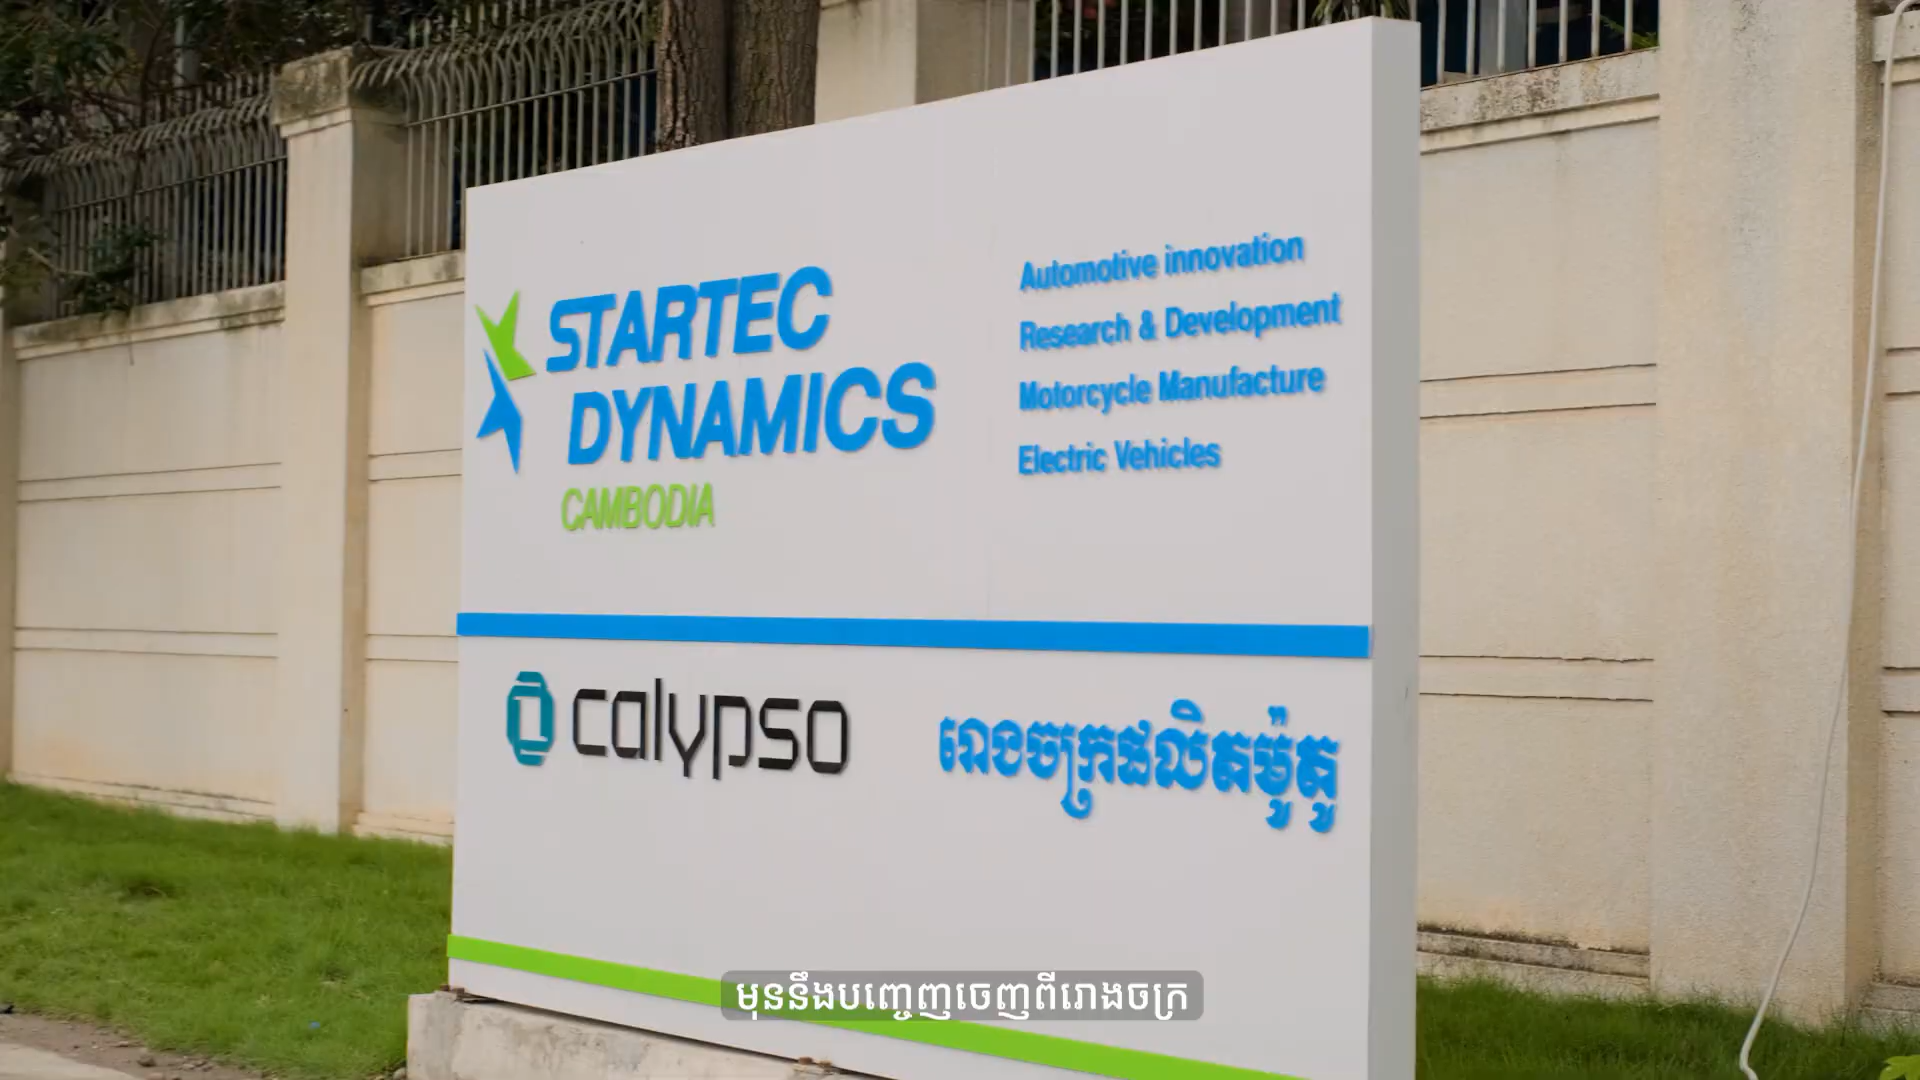 STARTEC
DYNAMICS
CAMBODIA
Automotive innovation
Research & Development
Motorcycle Manufacture
Electric Vehicles
calypso
រោងចក្រផលិតម៉ូតូ
មុននឹងបញ្ចេញចេញពីរោងចក្រ